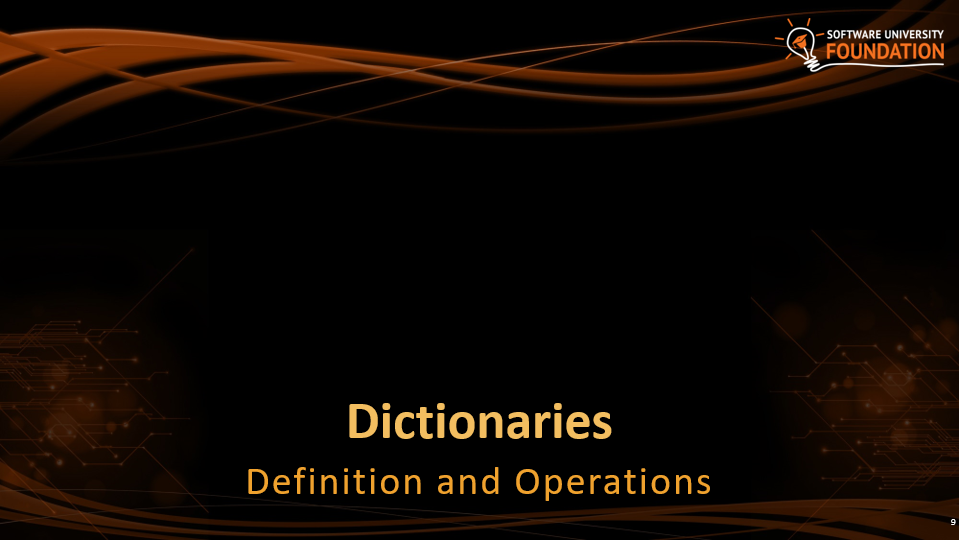 SOFTWARE UNIVERSITY
FOUNDATION
Dictionaries
Definition and Operations
9